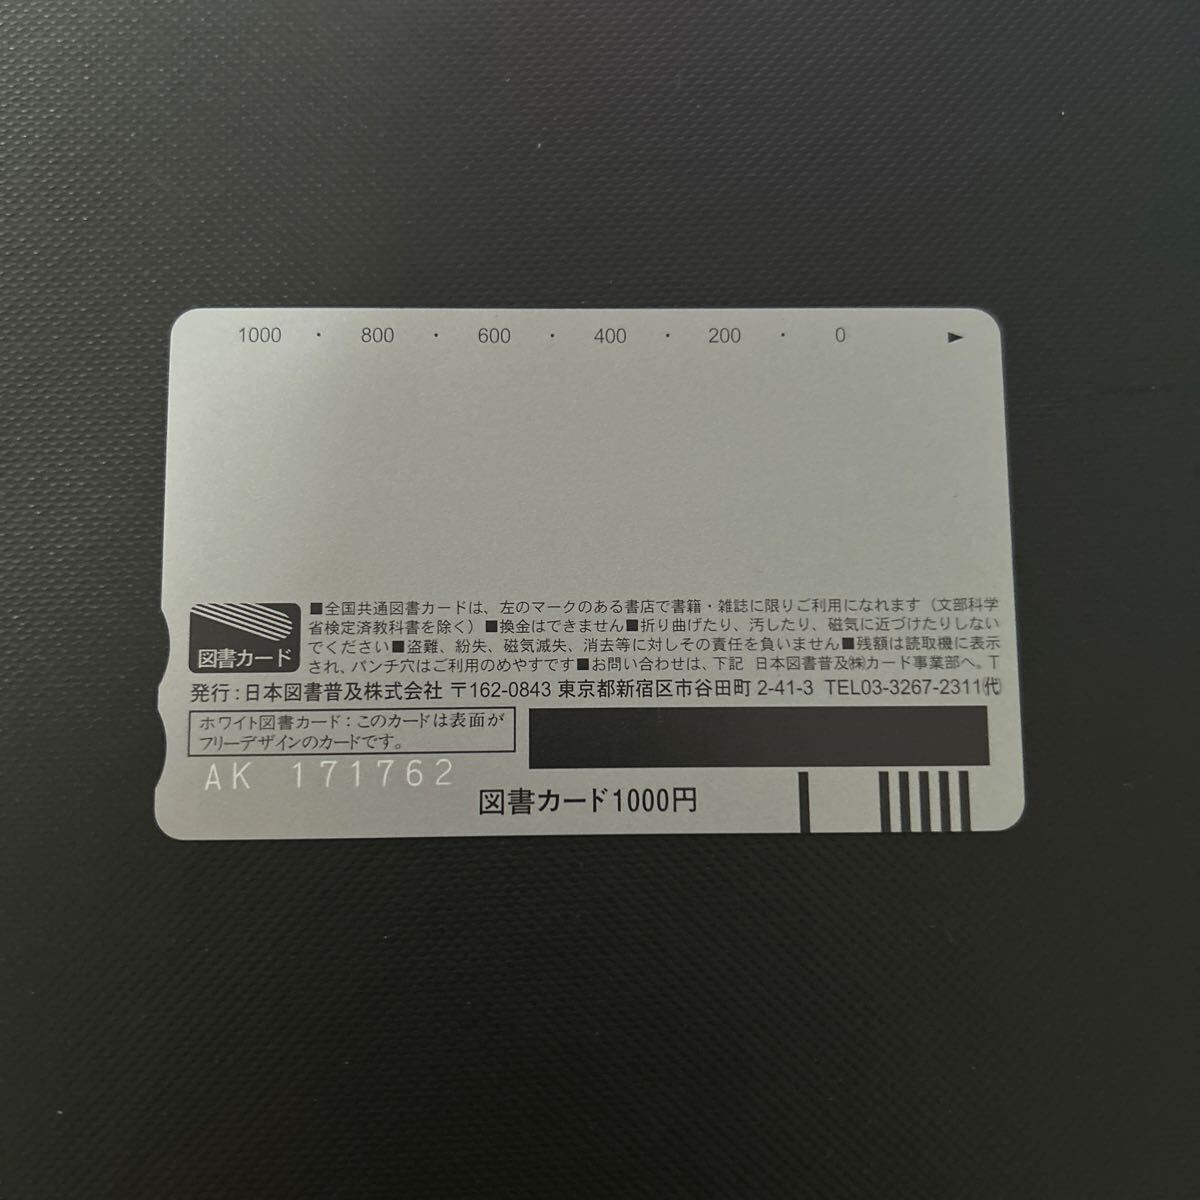 1000 ・ 800 ・ 600 ・ 400 ・ 200 ・ 0 ►
■全国共通図書カードは、左のマークのある書店で書籍・雑誌に限りご利用になれます（文部科学
省検定済教科書を除く）■換金はできません■折り曲げたり、汚したり、磁気に近づけたりしない
でください■盗難、紛失、磁気滅失、消去等に対しその責任を負いません■残額は読取機に表示
され、パンチ穴はご利用のめやすです■お問い合わせは、下記 日本図書普及㈱カード事業部へ。T
図書カード
発行：日本図書普及株式会社 〒162-0843 東京都新宿区市谷田町 2-41-3 TEL03-3267-2311㈹
ホワイト図書カード：このカードは表面が
フリーデザインのカードです。
AK 171762
図書カード1000円